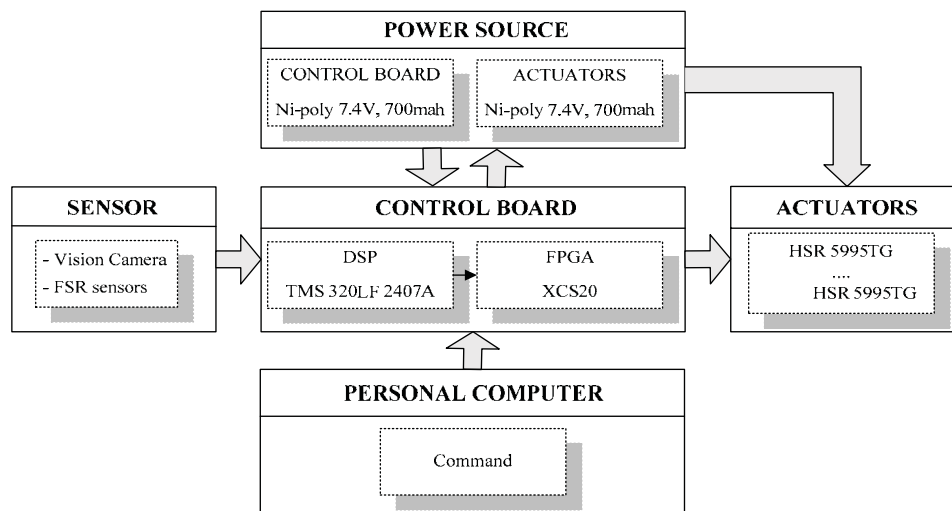 POWER SOURCE
CONTROL BOARD
Ni-poly 7.4V, 700mah
ACTUATORS
Ni-poly 7.4V, 700mah
SENSOR
- Vision Camera
- FSR sensors
CONTROL BOARD
DSP
TMS 320LF 2407A
FPGA
XCS20
ACTUATORS
HSR 5995TG
....
HSR 5995TG
PERSONAL COMPUTER
Command